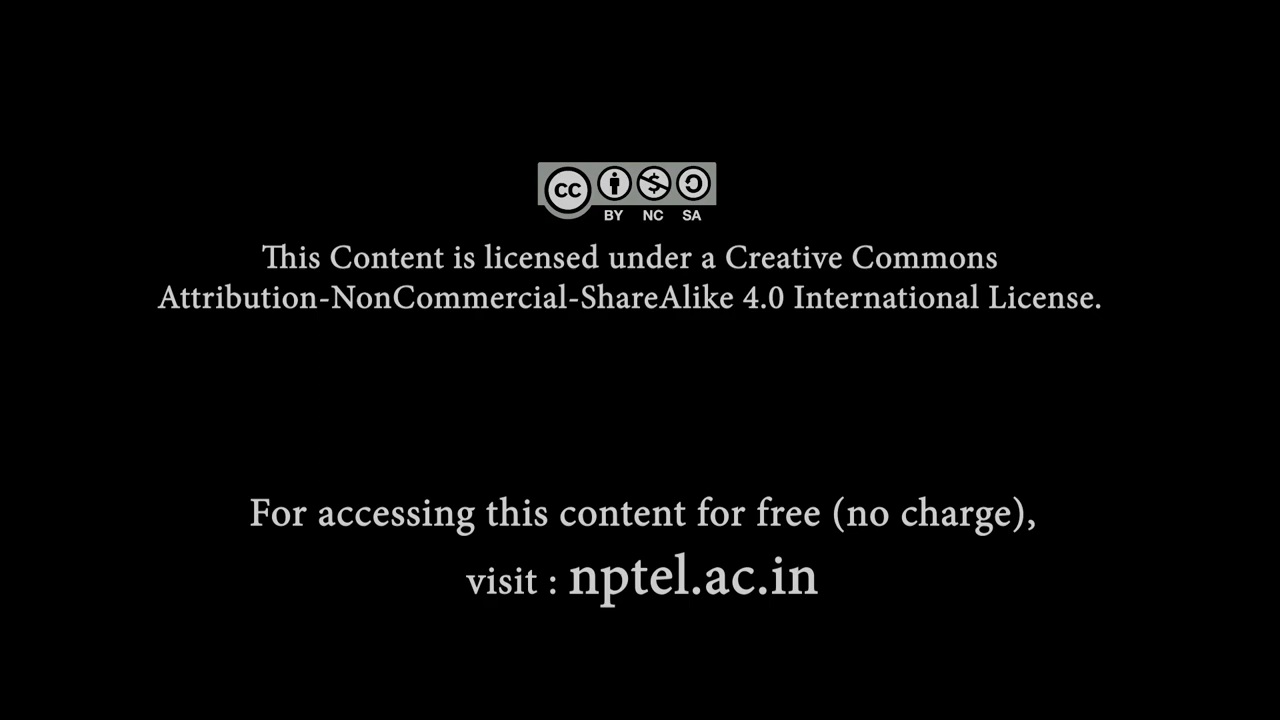 cc
BY NC SA
This Content is licensed under a Creative Commons
Attribution-NonCommercial-ShareAlike 4.0 International License.
For accessing this content for free (no charge),
visit : nptel.ac.in